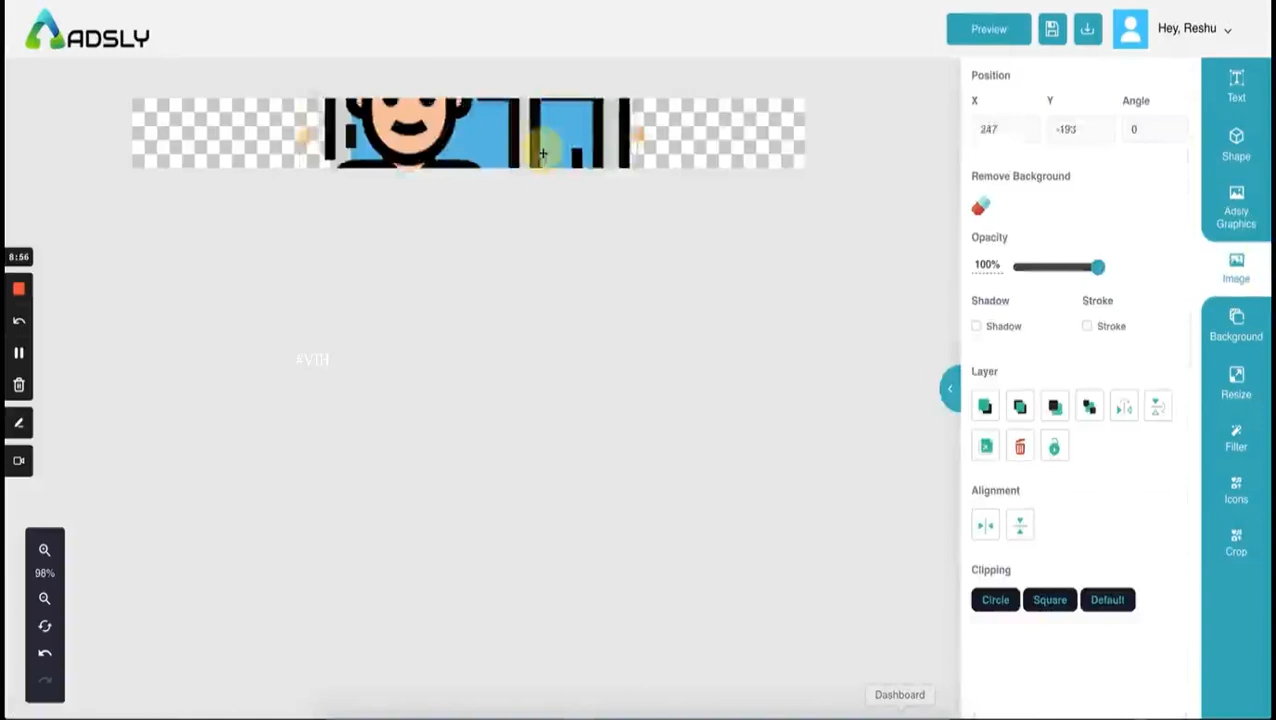 ADSLY
Preview
Hey, Reshu
Position
X
Y
Angle
247
-193
0
Remove Background
Opacity
100%
Shadow
Stroke
Shadow
Stroke
Layer
Alignment
Clipping
Circle
Square
Default
Text
Shape
Adsly
Graphics
Image
Background
Resize
Filter
Icons
Crop
8:56
#VTH
98%
Dashboard